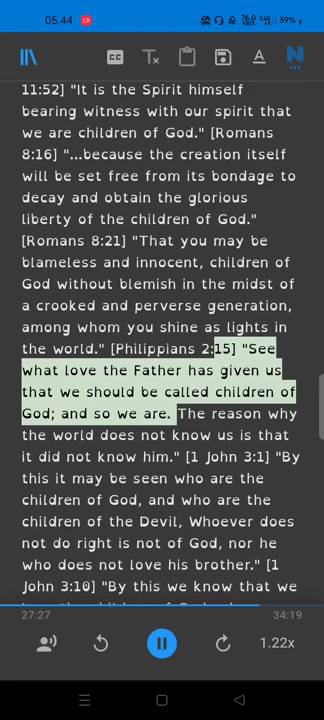 05.44
76.0
KB/S
39%
CC
T
A
N
11:52] "It is the Spirit himself
bearing witness with our spirit that
we are children of God." [Romans
8:16] "...because the creation itself
will be set free from its bondage to
decay and obtain the glorious
liberty of the children of God."
[Romans 8:21] "That you may be
blameless and innocent, children of
God without blemish in the midst of
a crooked and perverse generation,
among whom you shine as lights in
the world." [Philippians 2:15] "See
what love the Father has given us
that we should be called children of
God; and so we are. The reason why
the world does not know us is that
it did not know him." [1 John 3:1] "By
this it may be seen who are the
children of God, and who are the
children of the Devil, Whoever does
not do right is not of God, nor he
who does not love his brother." [1
John 3:10] "By this we know that we
27:27
34:19
1.22x